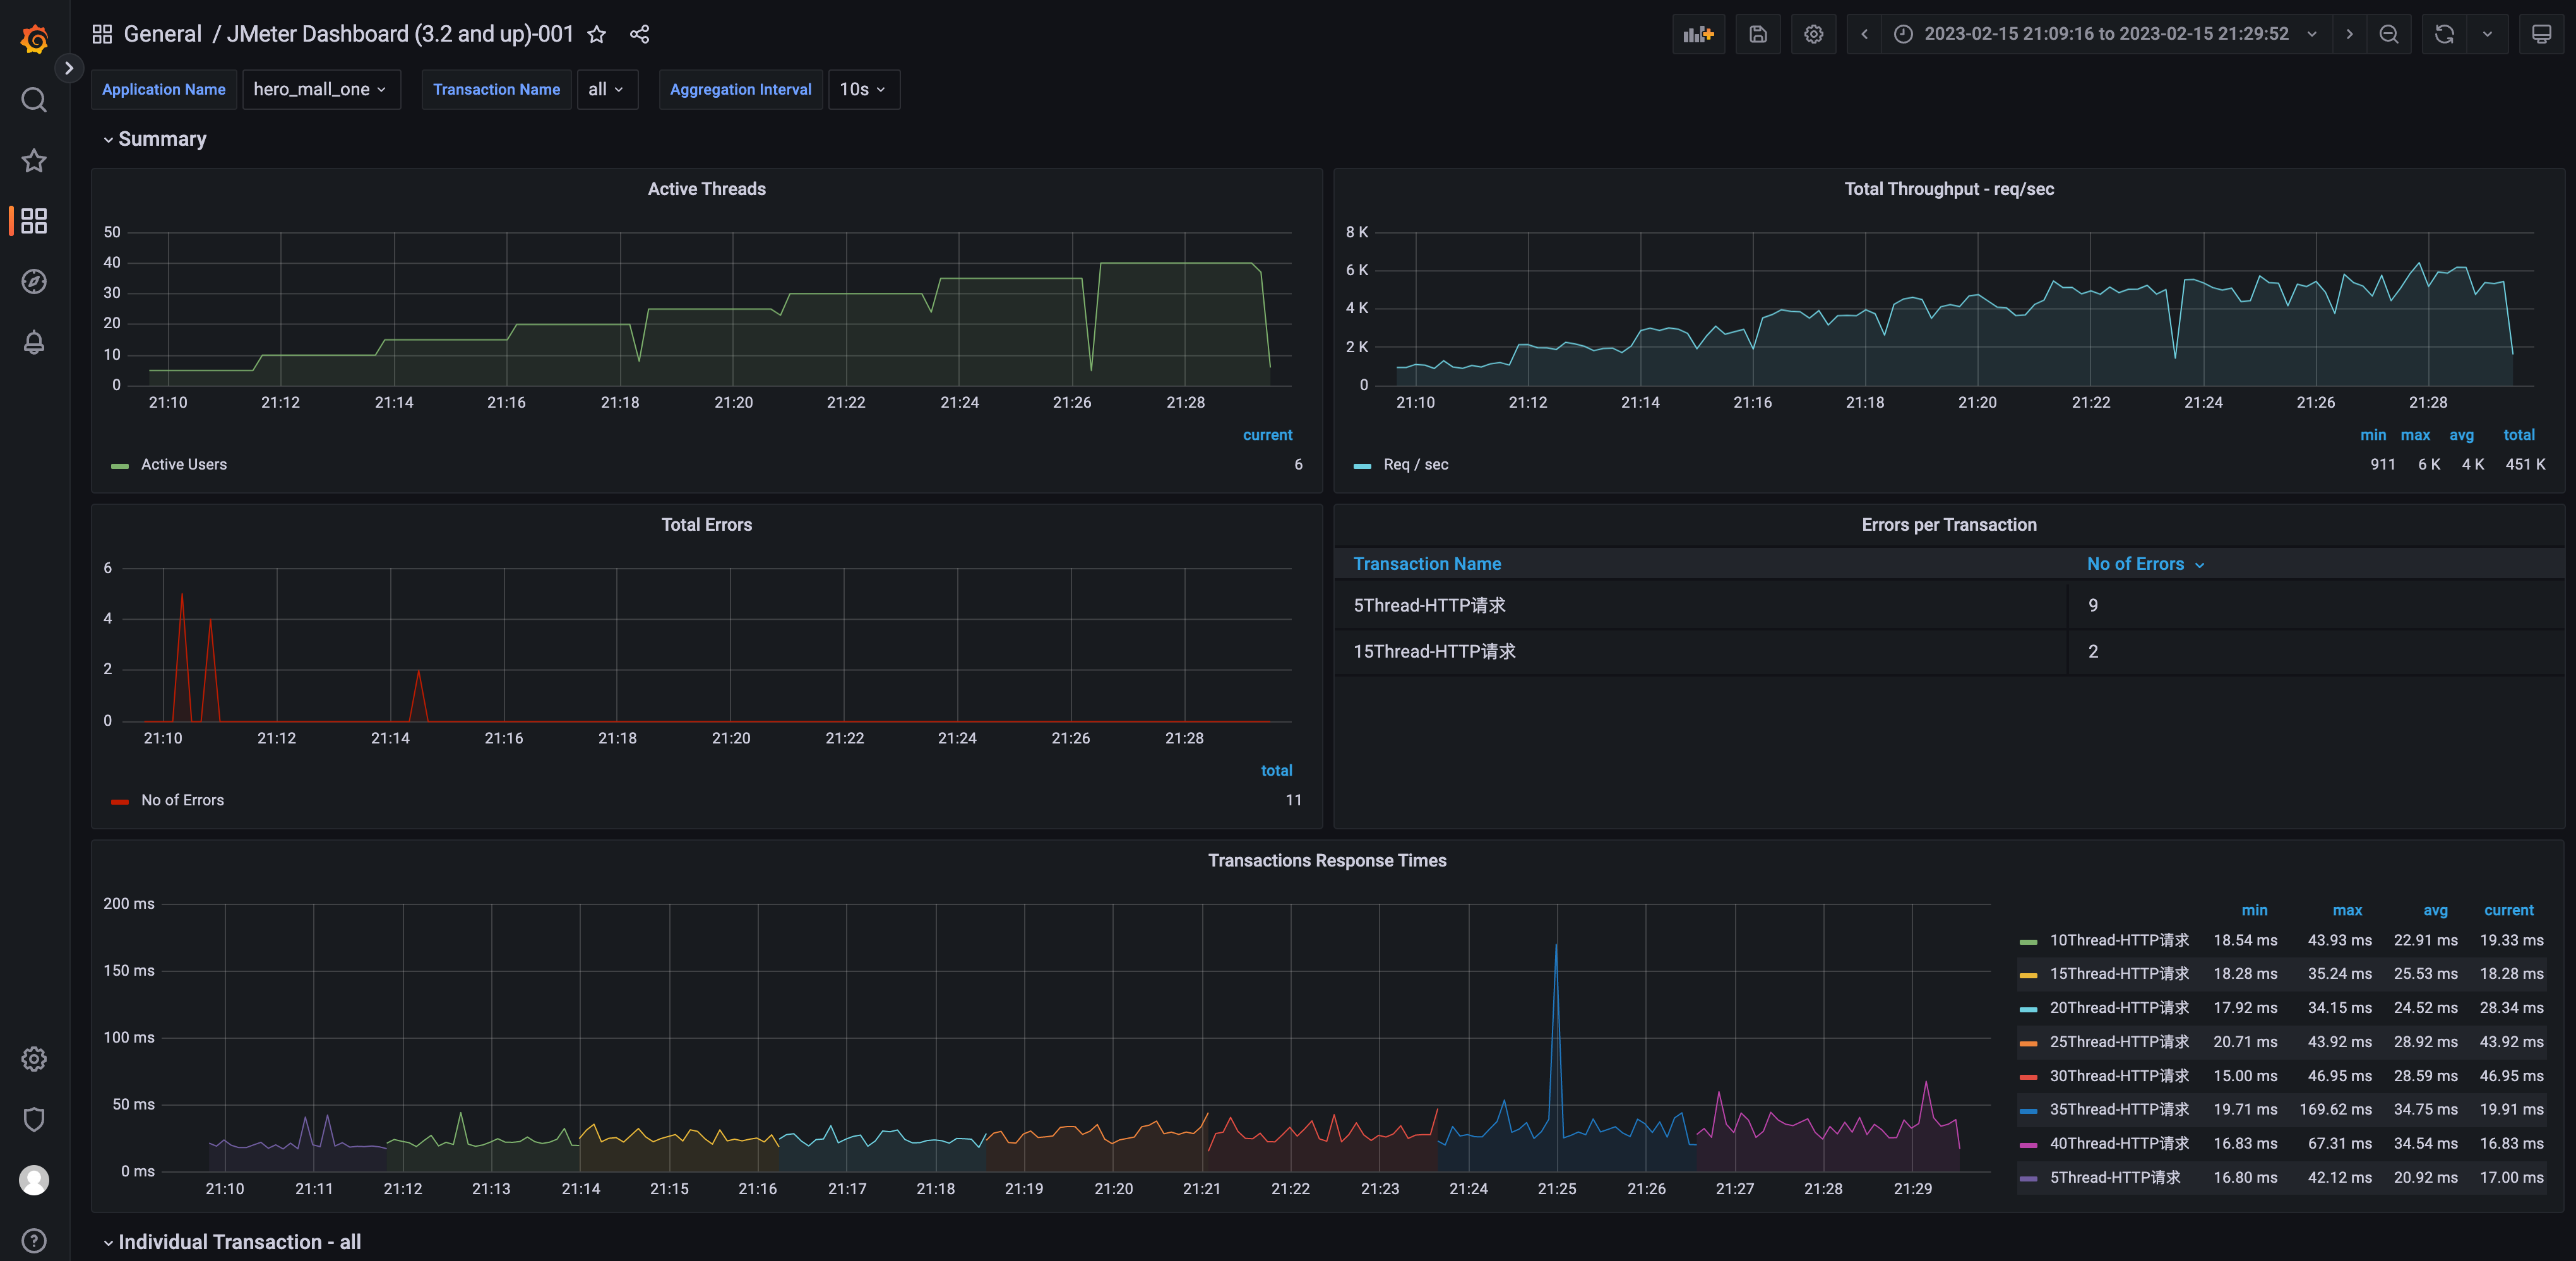 General / JMeter Dashboard (3.2 and up)-001
2023-02-15 21:09:16 to 2023-02-15 21:29:52
Application Name hero_mall_one Transaction Name all Aggregation Interval 10s
Summary
Active Threads
50
40
30
20
10
0
21:10 21:12 21:14 21:16 21:18 21:20 21:22 21:24 21:26 21:28
current
Active Users 6
Total Throughput - req/sec
8 K
6 K
4 K
2 K
0
21:10 21:12 21:14 21:16 21:18 21:20 21:22 21:24 21:26 21:28
min max avg total
Req / sec 911 6 K 4 K 451 K
Total Errors
6
4
2
0
21:10 21:12 21:14 21:16 21:18 21:20 21:22 21:24 21:26 21:28
total
No of Errors 11
Errors per Transaction
Transaction Name No of Errors
5Thread-HTTP请求 9
15Thread-HTTP请求 2
Transactions Response Times
200 ms
150 ms
100 ms
50 ms
0 ms
21:10 21:11 21:12 21:13 21:14 21:15 21:16 21:17 21:18 21:19 21:20 21:21 21:22 21:23 21:24 21:25 21:26 21:27 21:28 21:29
min max avg current
10Thread-HTTP请求 18.54 ms 43.93 ms 22.91 ms 19.33 ms
15Thread-HTTP请求 18.28 ms 35.24 ms 25.53 ms 18.28 ms
20Thread-HTTP请求 17.92 ms 34.15 ms 24.52 ms 28.34 ms
25Thread-HTTP请求 20.71 ms 43.92 ms 28.92 ms 43.92 ms
30Thread-HTTP请求 15.00 ms 46.95 ms 28.59 ms 46.95 ms
35Thread-HTTP请求 19.71 ms 169.62 ms 34.75 ms 19.91 ms
40Thread-HTTP请求 16.83 ms 67.31 ms 34.54 ms 16.83 ms
5Thread-HTTP请求 16.80 ms 42.12 ms 20.92 ms 17.00 ms
Individual Transaction - all